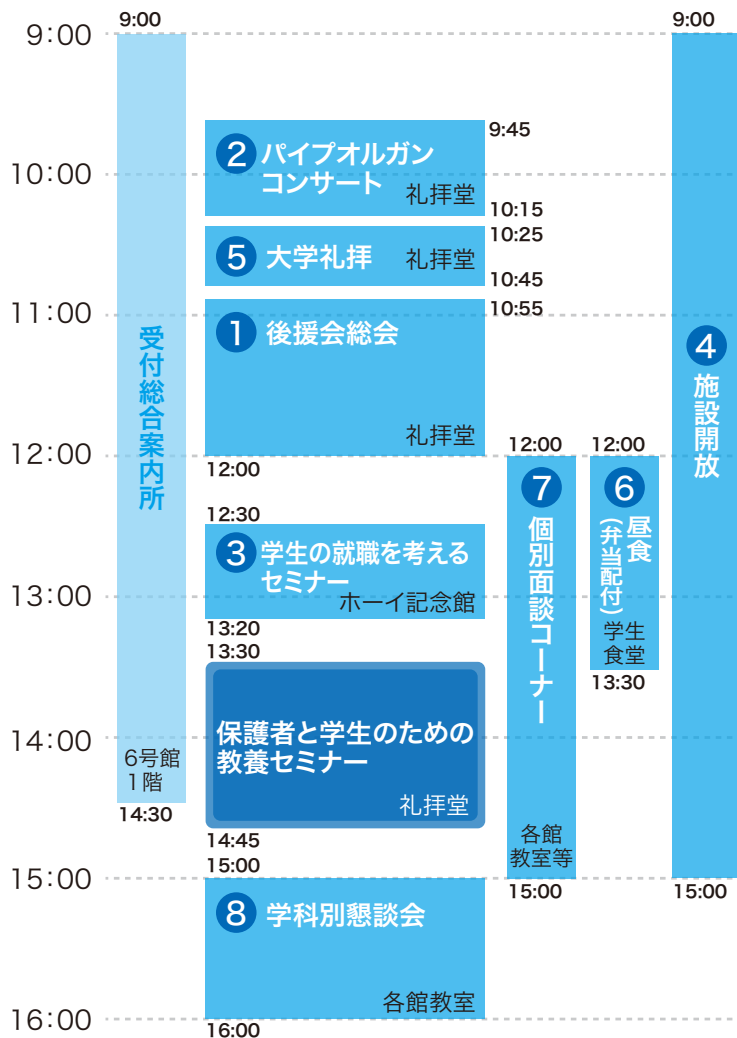 9:00
10:00
11:00
12:00
13:00
14:00
15:00
16:00
9:00
受付総合案内所
6号館
1階
14:30
9:45
2 パイプオルガン
コンサート
礼拝堂
10:15
10:25
5 大学礼拝 礼拝堂
10:45
10:55
1 後援会総会
礼拝堂
12:00
12:30
3 学生の就職を考える
セミナー
ホーイ記念館
13:20
13:30
保護者と学生のための
教養セミナー
礼拝堂
14:45
15:00
8 学科別懇談会
各館教室
16:00
12:00
7
個別面談コーナー
各館
教室等
15:00
12:00
6
昼食
(弁当配付)
学生
食堂
13:30
9:00
4
施設開放
15:00